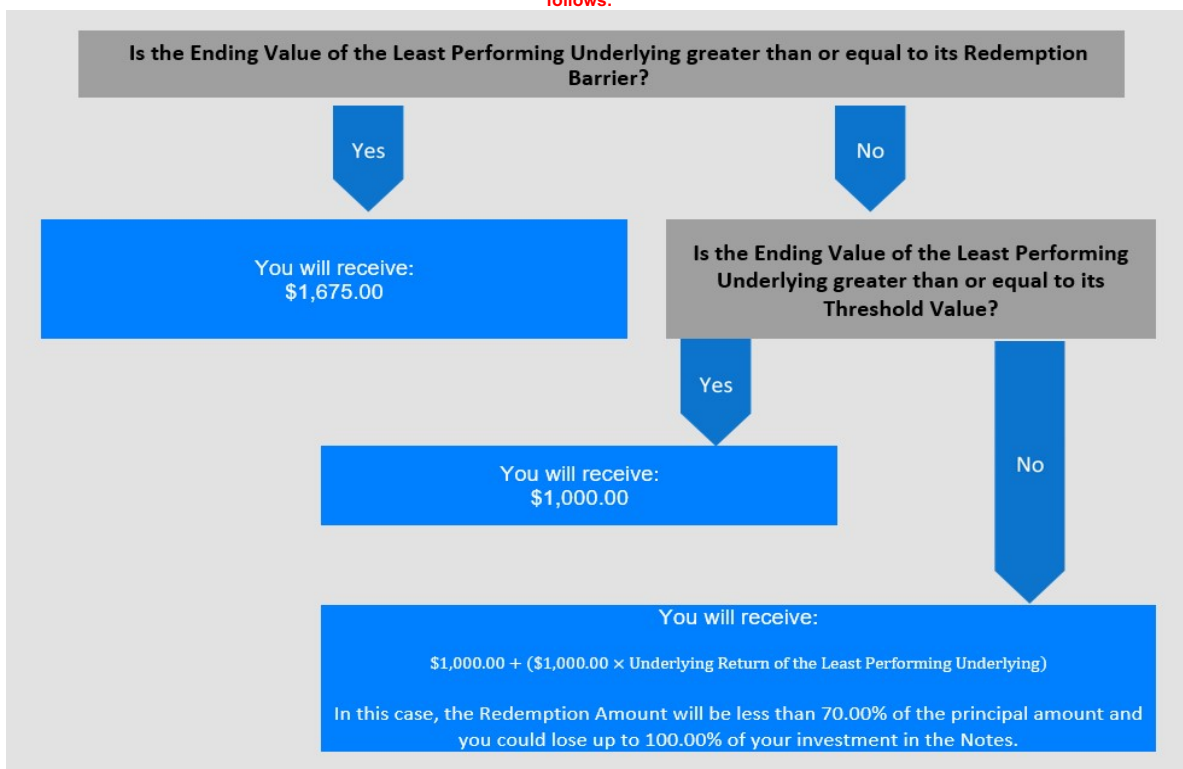 follows:
Is the Ending Value of the Least Performing Underlying greater than or equal to its Redemption
Barrier?
Yes
No
You will receive:
$1,675.00
Is the Ending Value of the Least Performing
Underlying greater than or equal to its
Threshold Value?
Yes
No
You will receive:
$1,000.00
You will receive:
$1,000.00 + ($1,000.00 × Underlying Return of the Least Performing Underlying)
In this case, the Redemption Amount will be less than 70.00% of the principal amount and
you could lose up to 100.00% of your investment in the Notes.